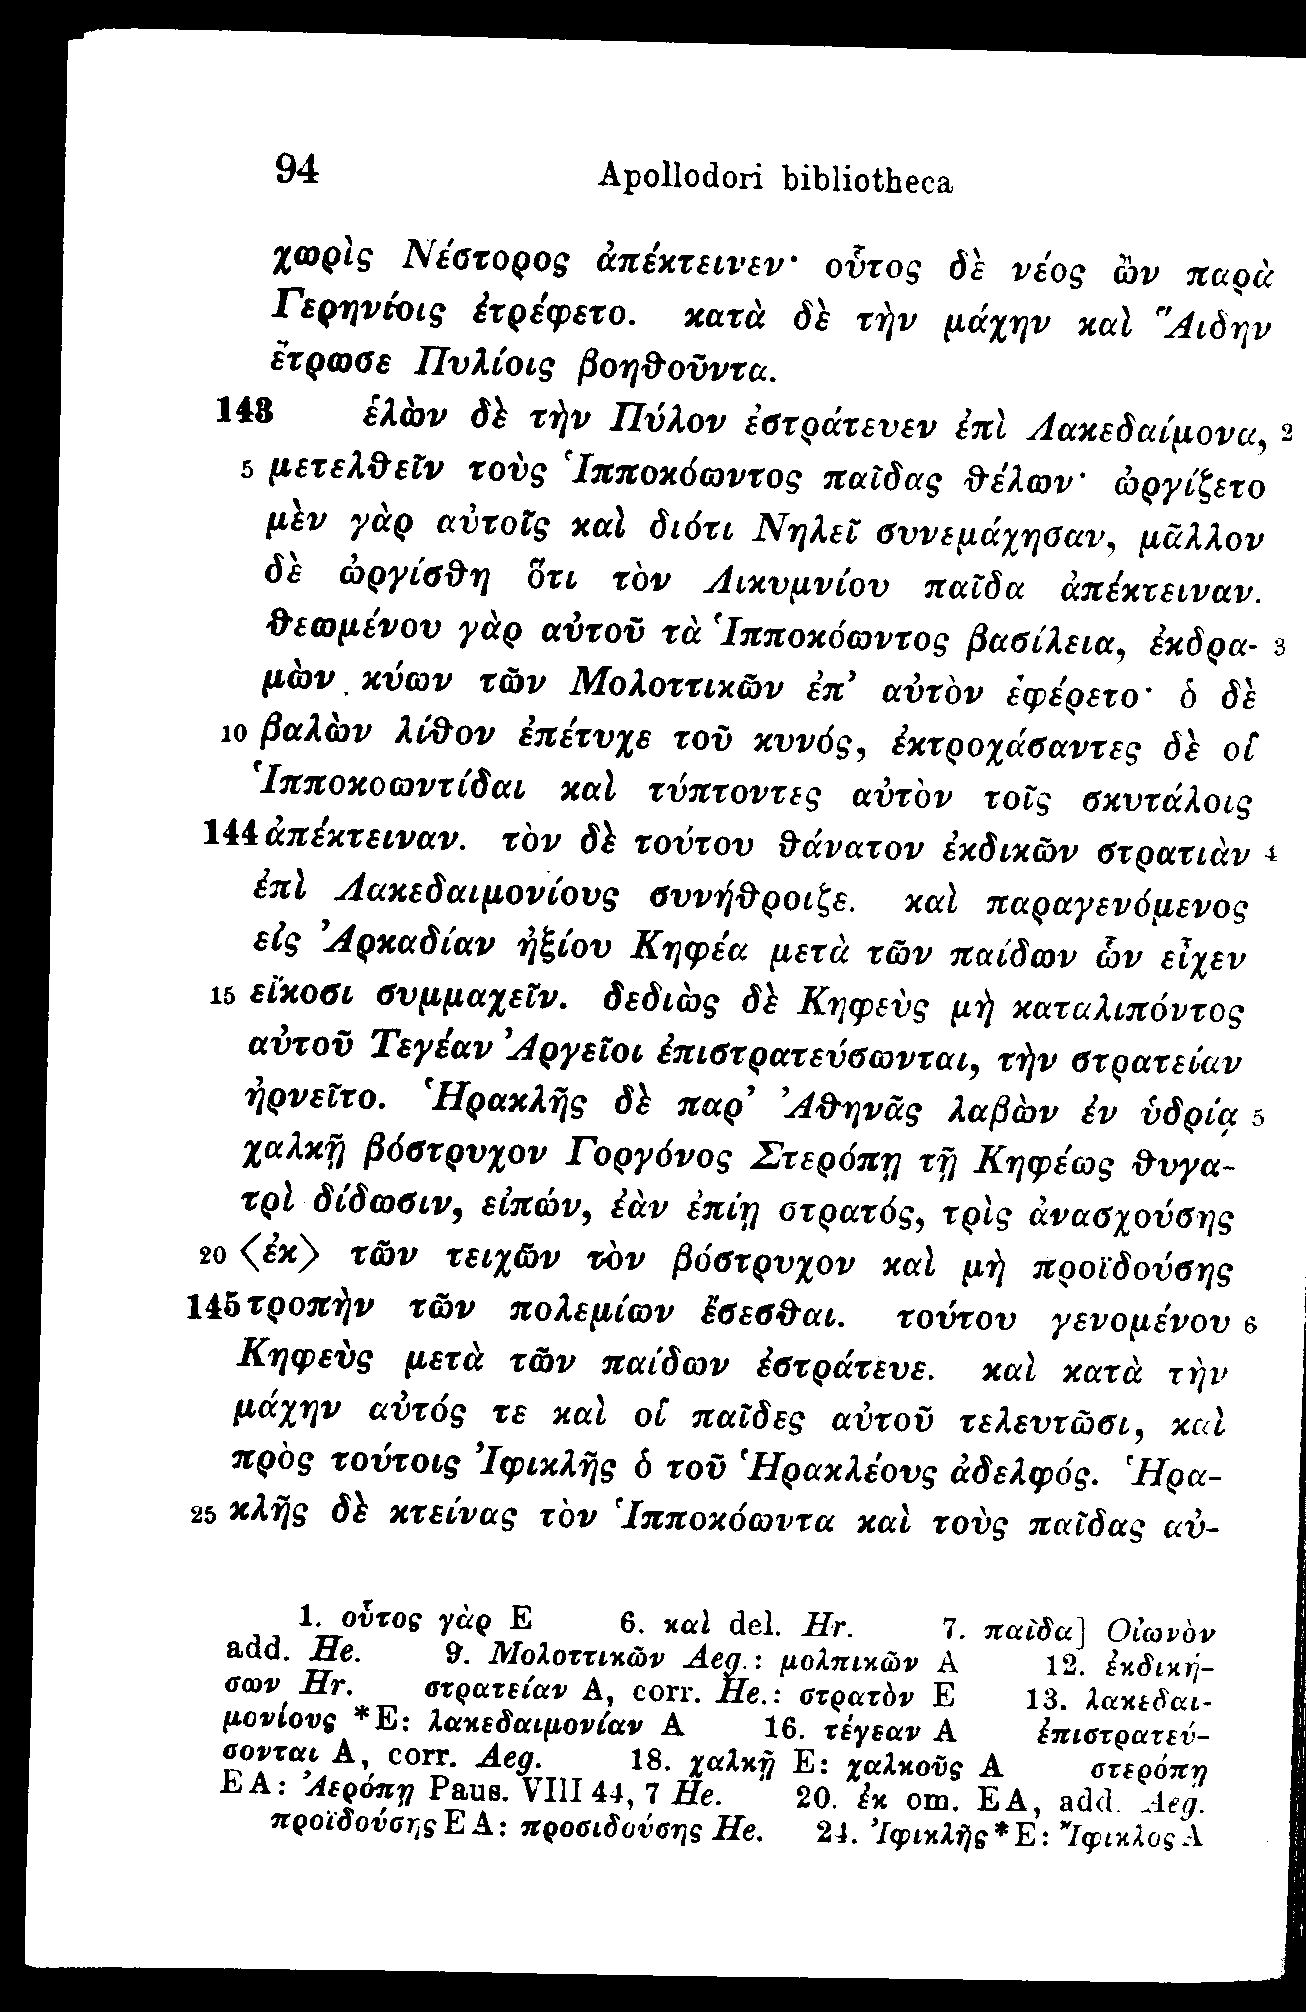 94 Apollodori bibliotheca
χωρὶς Νέστορος ἀπέκτεινεν· οὗτος δὲ νέος ὢν παρὰ
Γερηνίοις ἐτρέφετο. κατὰ δὲ τὴν μάχην καὶ Ἅιδην
ἔτρωσε Πυλίοις βοηθοῦντα.
143 ἑλὼν δὲ τὴν Πύλον ἐστράτευεν ἐπὶ Λακεδαίμονα, 2
5 μετελθεῖν τοὺς Ἱπποκόωντος παῖδας θέλων· ὠργίζετο
μὲν γὰρ αὐτοῖς καὶ διότι Νηλεῖ συνεμάχησαν, μᾶλλον
δὲ ὠργίσθη ὅτι τὸν Λικυμνίου παῖδα ἀπέκτειναν.
θεωμένου γὰρ αὐτοῦ τὰ Ἱπποκόωντος βασίλεια, ἐκδρα- 3
μὼν κύων τῶν Μολοττικῶν ἐπ’ αὐτὸν ἐφέρετο· ὁ δὲ
10 βαλὼν λίθον ἐπέτυχε τοῦ κυνός, ἐκτροχάσαντες δὲ οἱ
Ἱπποκοωντίδαι καὶ τύπτοντες αὐτὸν τοῖς σκυτάλοις
144 ἀπέκτειναν. τὸν δὲ τούτου θάνατον ἐκδικῶν στρατιὰν 4
ἐπὶ Λακεδαιμονίους συνήθροιζε. καὶ παραγενόμενος
εἰς Ἀρκαδίαν ἠξίου Κηφέα μετὰ τῶν παίδων ὧν εἶχεν
15 εἴκοσι συμμαχεῖν. δεδιὼς δὲ Κηφεὺς μὴ καταλιπόντος
αὐτοῦ Τεγέαν Ἀργεῖοι ἐπιστρατεύσωνται, τὴν στρατείαν
ἠρνεῖτο. Ἡρακλῆς δὲ παρ’ Ἀθηνᾶς λαβὼν ἐν ὑδρίᾳ 5
χαλκῇ βόστρυχον Γοργόνος Στερόπῃ τῇ Κηφέως θυγα-
τρὶ δίδωσιν, εἰπών, ἐὰν ἐπίῃ στρατός, τρὶς ἀνασχούσης
20 〈ἐκ〉 τῶν τειχῶν τὸν βόστρυχον καὶ μὴ προϊδούσης
145 τροπὴν τῶν πολεμίων ἔσεσθαι. τούτου γενομένου 6
Κηφεὺς μετὰ τῶν παίδων ἐστράτευε. καὶ κατὰ τὴν
μάχην αὐτός τε καὶ οἱ παῖδες αὐτοῦ τελευτῶσι, καὶ
πρὸς τούτοις Ἰφικλῆς ὁ τοῦ Ἡρακλέους ἀδελφός. Ἡρα-
25 κλῆς δὲ κτείνας τὸν Ἱπποκόωντα καὶ τοὺς παῖδας αὐ-
1. οὗτος γὰρ E 6. καὶ del. Hr. 7. παῖδα] Οἰωνὸν
add. He. 9. Μολοττικῶν Aeg.: μολπικῶν A 12. ἐκδική-
σων Hr. στρατείαν A, corr. He.: στρατὸν E 13. λακεδαι-
μονίους *E: λακεδαιμονίαν A 16. τέγεαν A ἐπιστρατεύ-
σονται A, corr. Aeg. 18. χαλκῇ E: χαλκοῦς A στερόπῃ
EA: Ἀερόπῃ Paus. VIII 44, 7 He. 20. ἐκ om. EA, add. Aeg.
προϊδούσης EA: προσιδούσης He. 24. Ἰφικλῆς *E: Ἴφικλος A